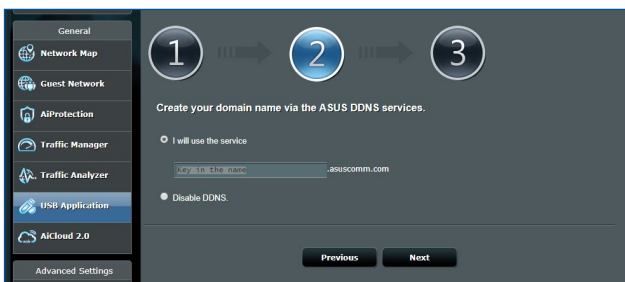 General
Network Map
Guest Network
AiProtection
Traffic Manager
Traffic Analyzer
USB Application
AiCloud 2.0
Advanced Settings
1
2
3
Create your domain name via the ASUS DDNS services.
I will use the service
key in the name .asuscomm.com
Disable DDNS.
Previous Next